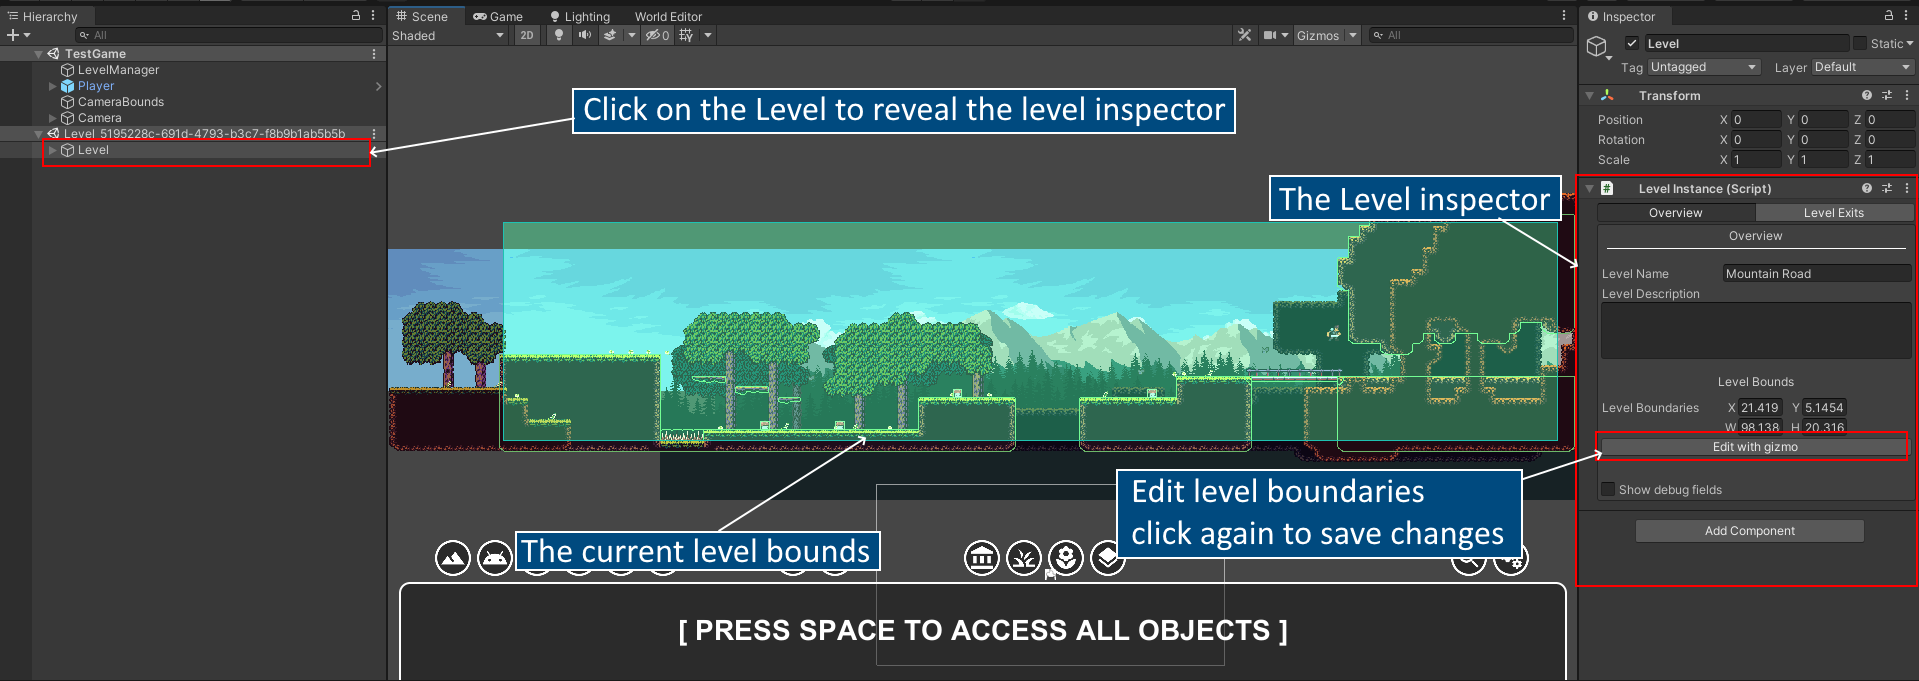 Hierarchy
All
TestGame
LevelManager
Player
CameraBounds
Camera
Level_5195228c-691d-4793-b3c7-f8b9b1ab5b5b
Level
Scene
Game
Lighting
World Editor
Shaded
2D
0
Gizmos
All
Click on the Level to reveal the level inspector
The Level inspector
The current level bounds
Edit level boundaries
click again to save changes
[ PRESS SPACE TO ACCESS ALL OBJECTS ]
Inspector
Level
Static
Tag Untagged Layer Default
Transform
Position X 0 Y 0 Z 0
Rotation X 0 Y 0 Z 0
Scale X 1 Y 1 Z 1
# Level Instance (Script)
Overview Level Exits
Overview
Level Name Mountain Road
Level Description
Level Bounds
Level Boundaries X 21.419 Y 5.1454
W 98.138 H 20.316
Edit with gizmo
Show debug fields
Add Component